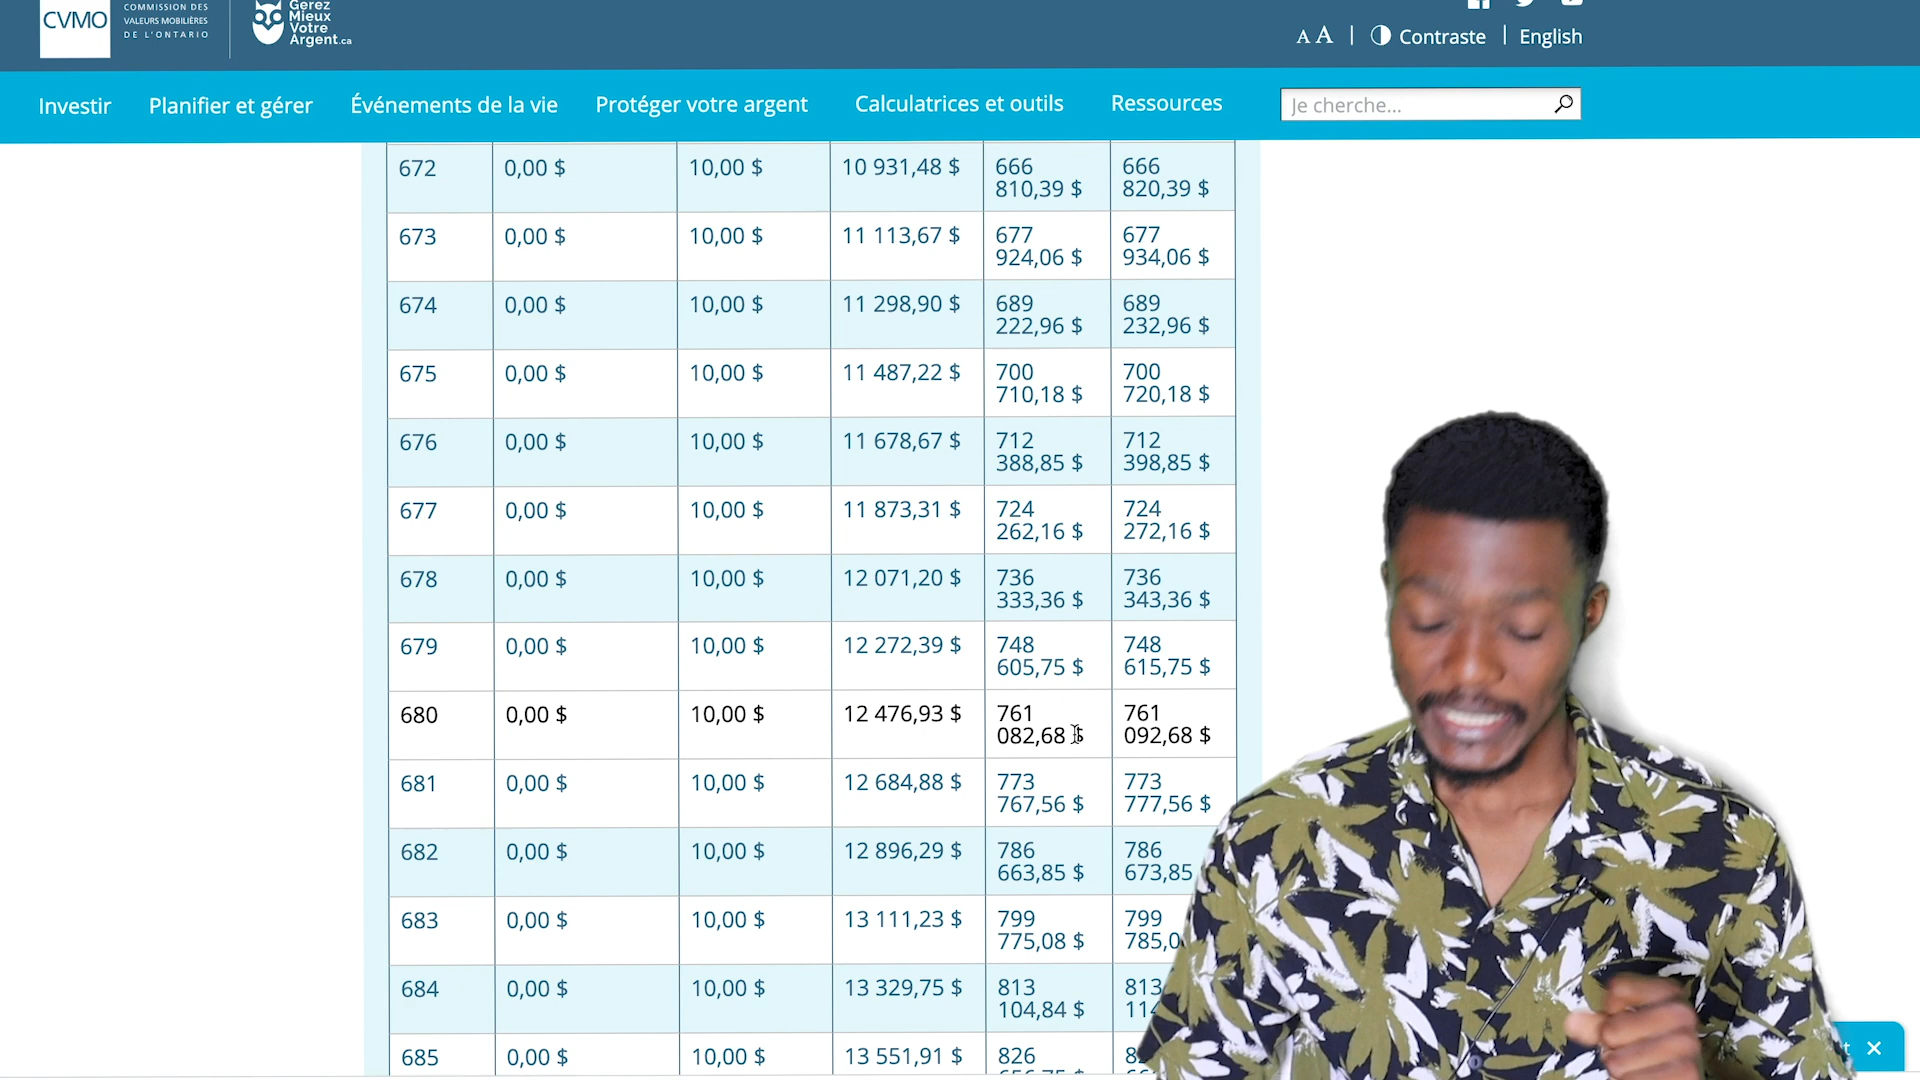 CVMO
COMMISSION DES
VALEURS MOBILIÈRES
DE L'ONTARIO
Gérez
Mieux
Votre
Argent.ca
A A | Contraste | English
Investir Planifier et gérer Événements de la vie Protéger votre argent Calculatrices et outils Ressources Je cherche...
672 0,00 $ 10,00 $ 10 931,48 $ 666 810,39 $ 666 820,39 $
673 0,00 $ 10,00 $ 11 113,67 $ 677 924,06 $ 677 934,06 $
674 0,00 $ 10,00 $ 11 298,90 $ 689 222,96 $ 689 232,96 $
675 0,00 $ 10,00 $ 11 487,22 $ 700 710,18 $ 700 720,18 $
676 0,00 $ 10,00 $ 11 678,67 $ 712 388,85 $ 712 398,85 $
677 0,00 $ 10,00 $ 11 873,31 $ 724 262,16 $ 724 272,16 $
678 0,00 $ 10,00 $ 12 071,20 $ 736 333,36 $ 736 343,36 $
679 0,00 $ 10,00 $ 12 272,39 $ 748 605,75 $ 748 615,75 $
680 0,00 $ 10,00 $ 12 476,93 $ 761 082,68 $ 761 092,68 $
681 0,00 $ 10,00 $ 12 684,88 $ 773 767,56 $ 773 777,56 $
682 0,00 $ 10,00 $ 12 896,29 $ 786 663,85 $ 786 673,85
683 0,00 $ 10,00 $ 13 111,23 $ 799 775,08 $ 799 785,0
684 0,00 $ 10,00 $ 13 329,75 $ 813 104,84 $ 813
685 0,00 $ 10,00 $ 13 551,91 $ 826